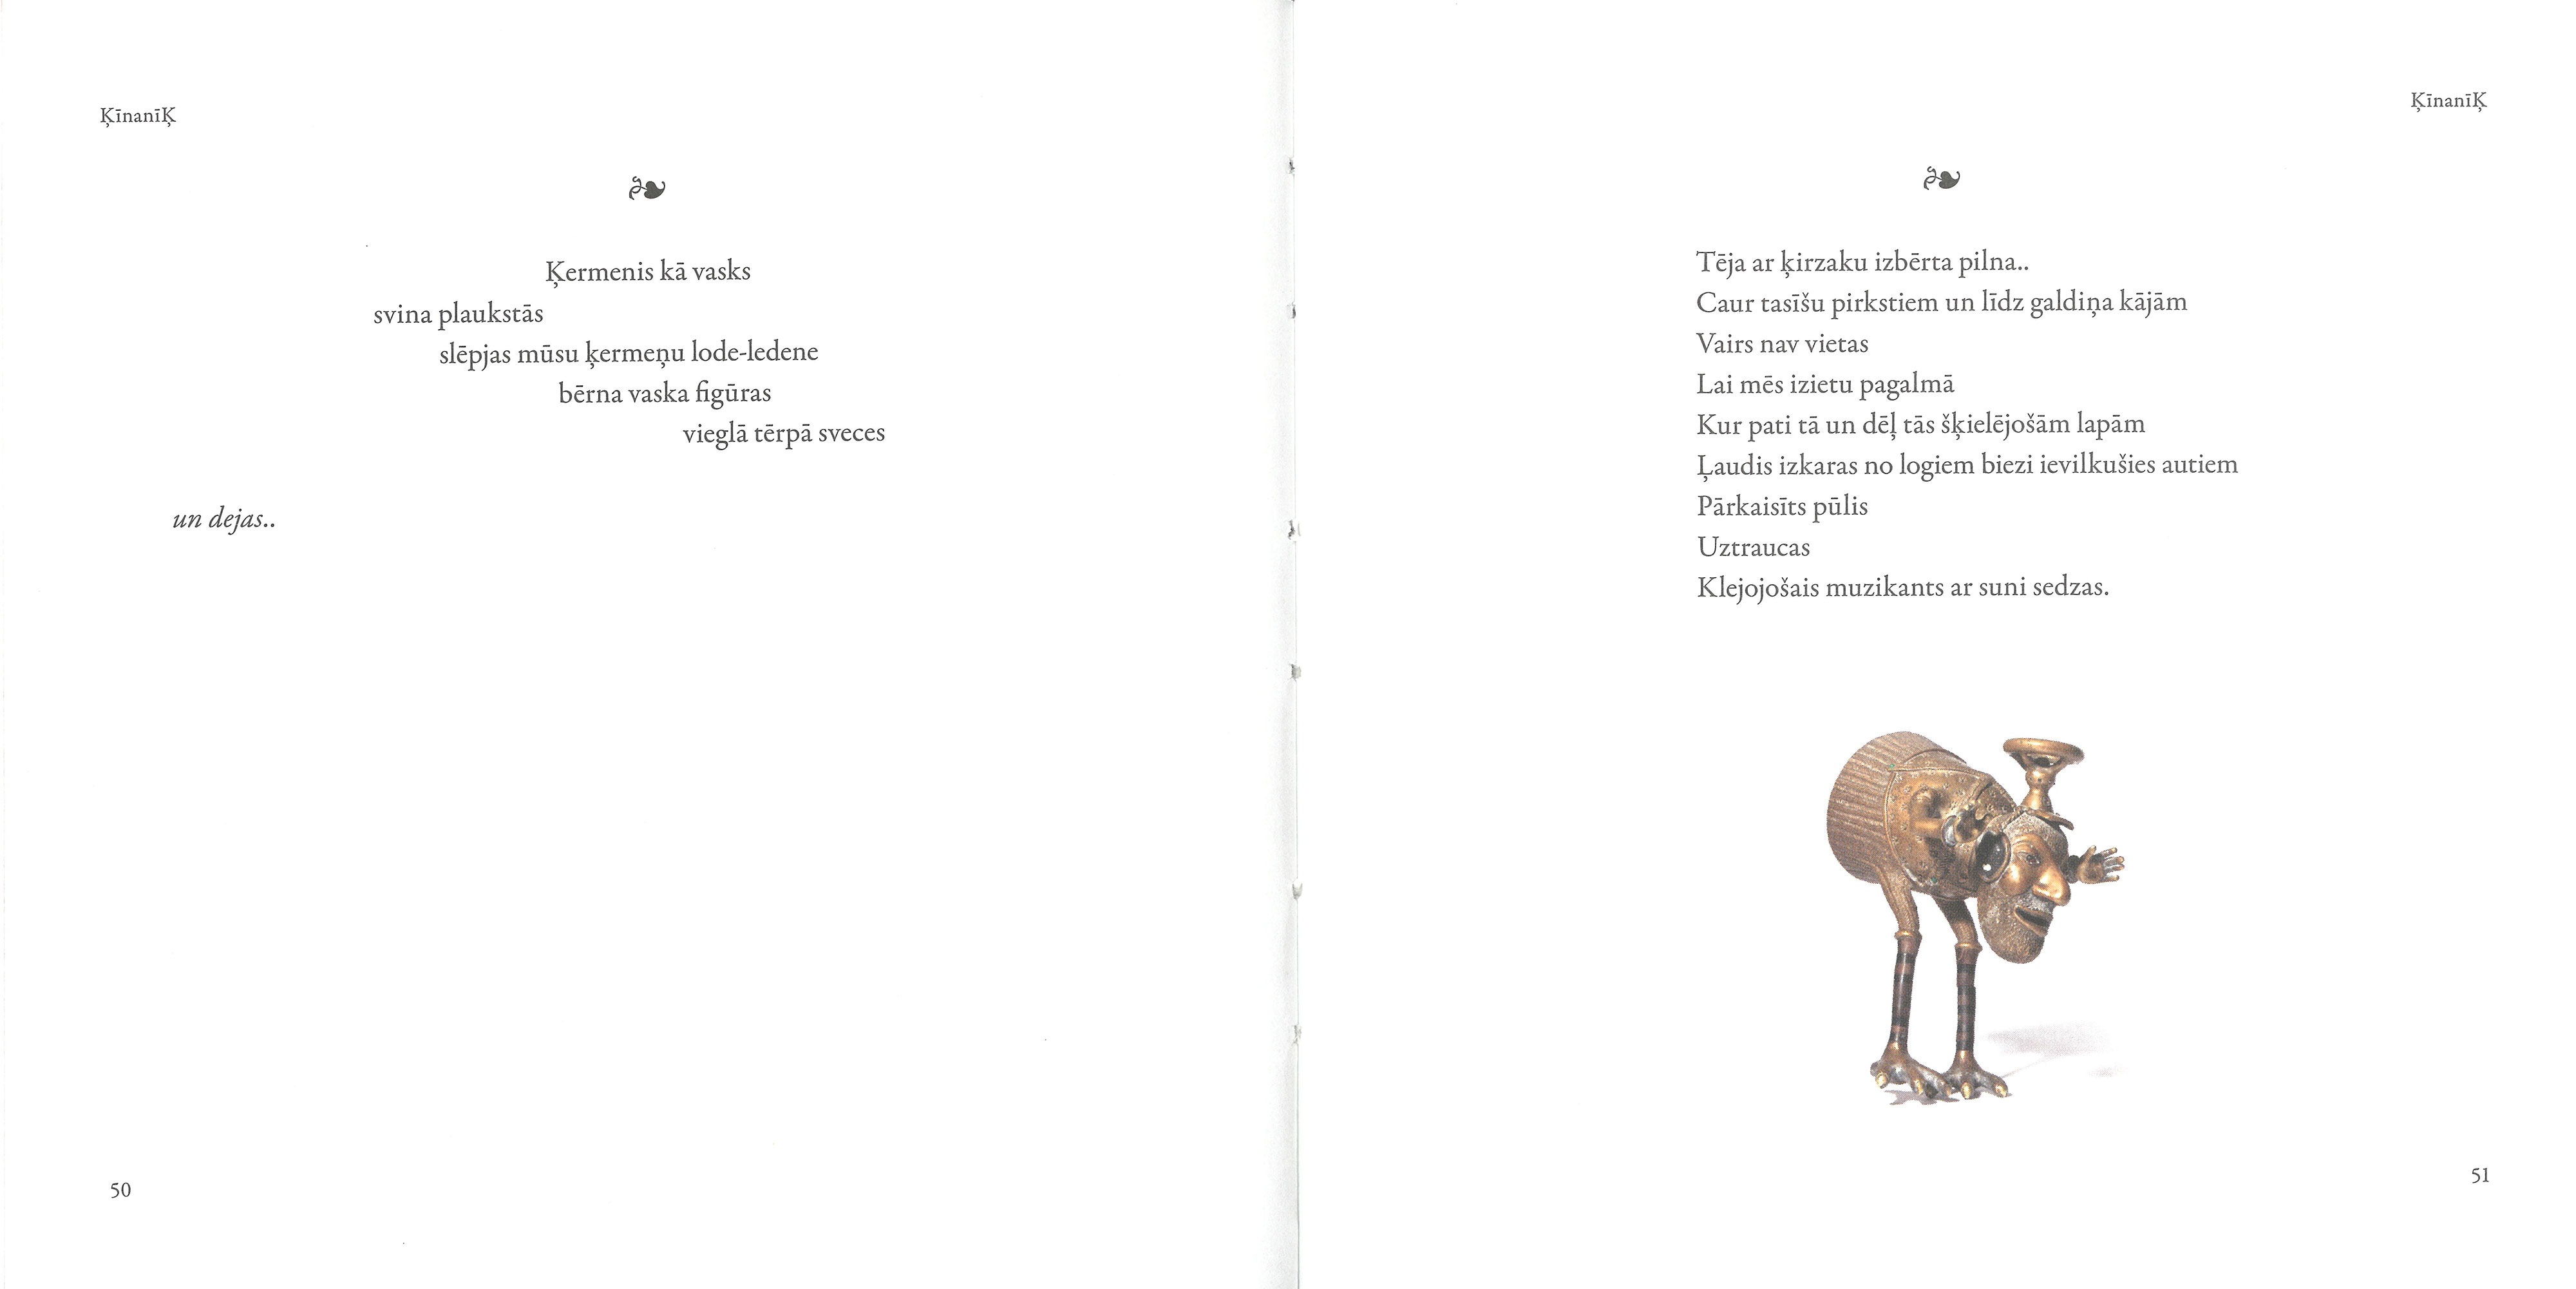 ĶīnanīĶ
❧
Ķermenis kā vasks
svina plaukstās
slēpjas mūsu ķermeņu lode-ledene
bērna vaska figūras
vieglā tērpā sveces
un dejas..
50
ĶīnanīĶ
❧
Tēja ar ķirzaku izbērta pilna..
Caur tasīšu pirkstiem un līdz galdiņa kājām
Vairs nav vietas
Lai mēs izietu pagalmā
Kur pati tā un dēļ tās šķielējošām lapām
Ļaudis izkaras no logiem biezi ievilkušies autiem
Pārkaisīts pūlis
Uztraucas
Klejojošais muzikants ar suni sedzas.
51